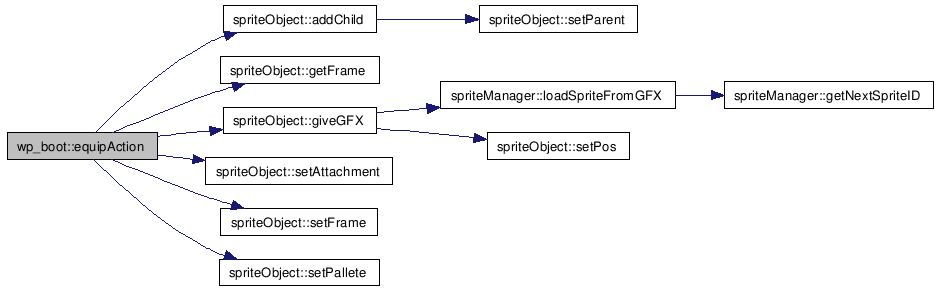 spriteObject::addChild
spriteObject::setParent
spriteObject::getFrame
spriteManager::loadSpriteFromGFX
spriteManager::getNextSpriteID
spriteObject::giveGFX
wp_boot::equipAction
spriteObject::setPos
spriteObject::setAttachment
spriteObject::setFrame
spriteObject::setPallete